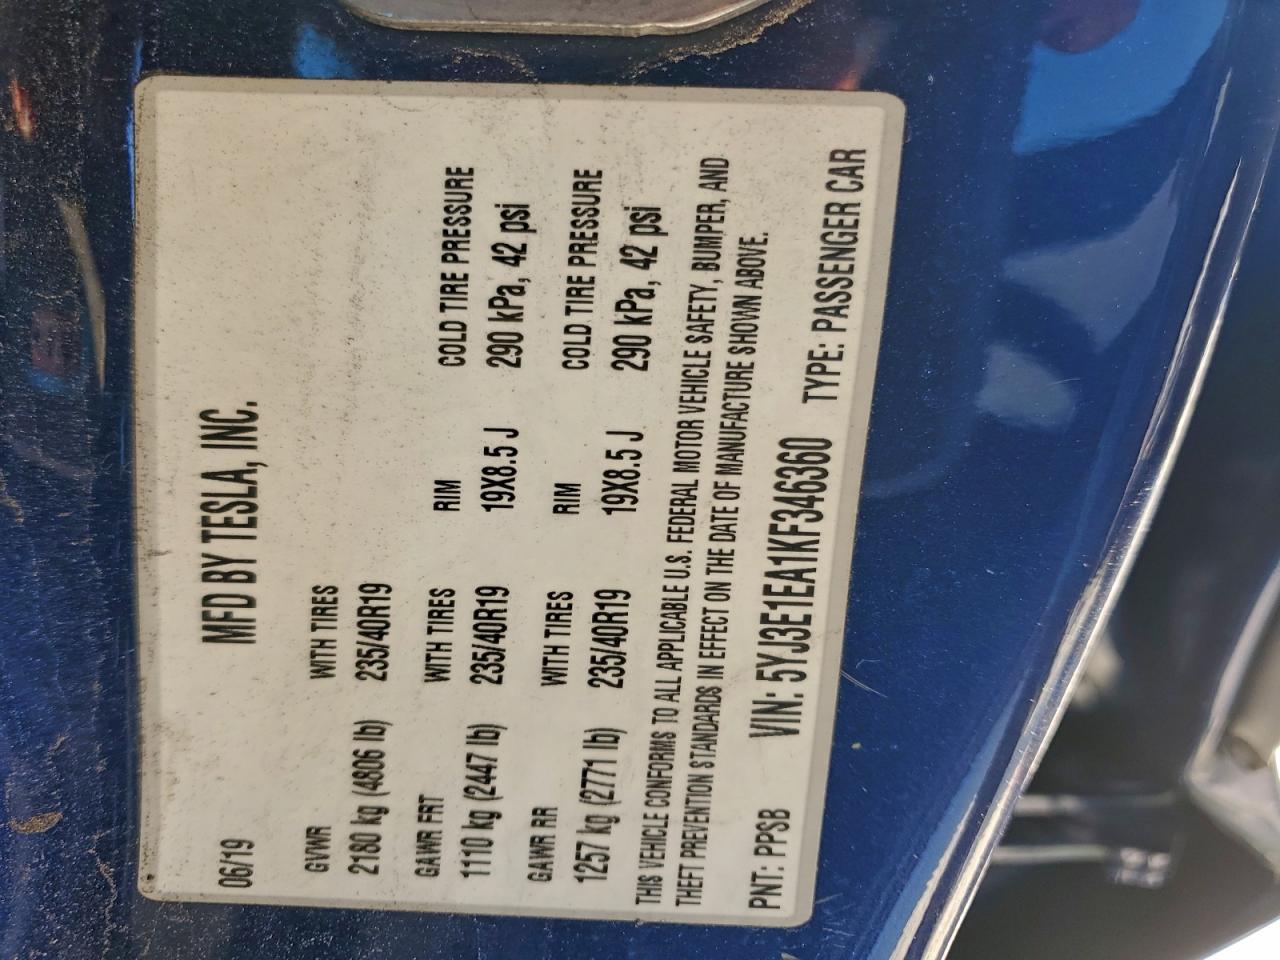 MFD BY TESLA, INC.
06/19
GVWR WITH TIRES
2180 kg (4806 lb) 235/40R19
GAWR FRT WITH TIRES RIM COLD TIRE PRESSURE
1110 kg (2447 lb) 235/40R19 19X8.5 J 290 kPa, 42 psi
GAWR RR WITH TIRES RIM COLD TIRE PRESSURE
1257 kg (2771 lb) 235/40R19 19X8.5 J 290 kPa, 42 psi
THIS VEHICLE CONFORMS TO ALL APPLICABLE U.S. FEDERAL MOTOR VEHICLE SAFETY, BUMPER, AND
THEFT PREVENTION STANDARDS IN EFFECT ON THE DATE OF MANUFACTURE SHOWN ABOVE.
PNT: PPSB VIN: 5YJ3E1EA1KF346360 TYPE: PASSENGER CAR